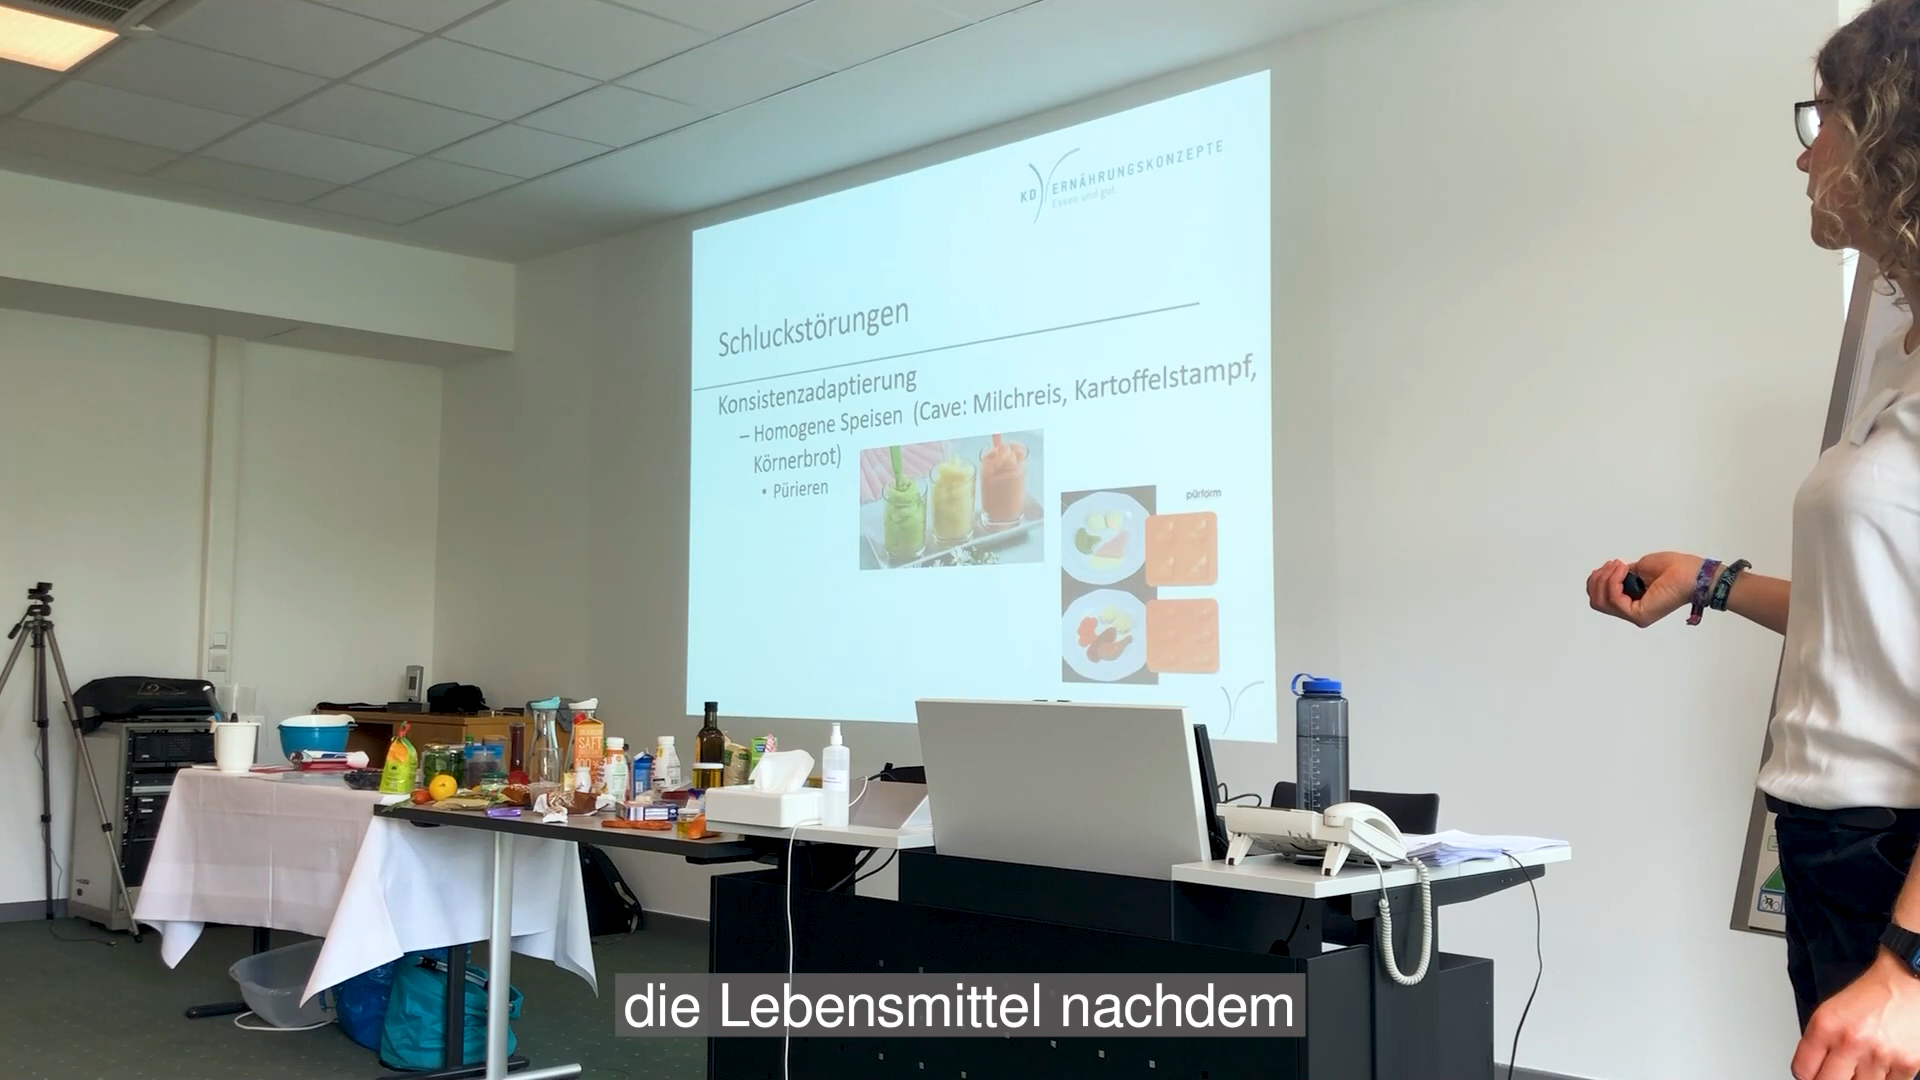 KD ERNÄHRUNGSKONZEPTE
Essen und gut.
Schluckstörungen
Konsistenzadaptierung
– Homogene Speisen (Cave: Milchreis, Kartoffelstampf,
Körnerbrot)
• Pürieren
pürform
SAFT
die Lebensmittel nachdem